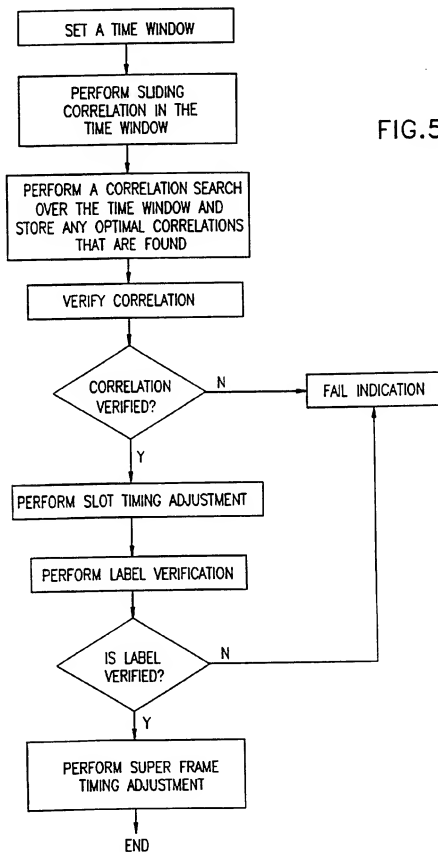 SET A TIME WINDOW
PERFORM SLIDING
CORRELATION IN THE
TIME WINDOW
FIG.5
PERFORM A CORRELATION SEARCH
OVER THE TIME WINDOW AND
STORE ANY OPTIMAL CORRELATIONS
THAT ARE FOUND
VERIFY CORRELATION
CORRELATION
VERIFIED?
N
FAIL INDICATION
Y
PERFORM SLOT TIMING ADJUSTMENT
PERFORM LABEL VERIFICATION
IS LABEL
VERIFIED?
N
Y
PERFORM SUPER FRAME
TIMING ADJUSTMENT
END